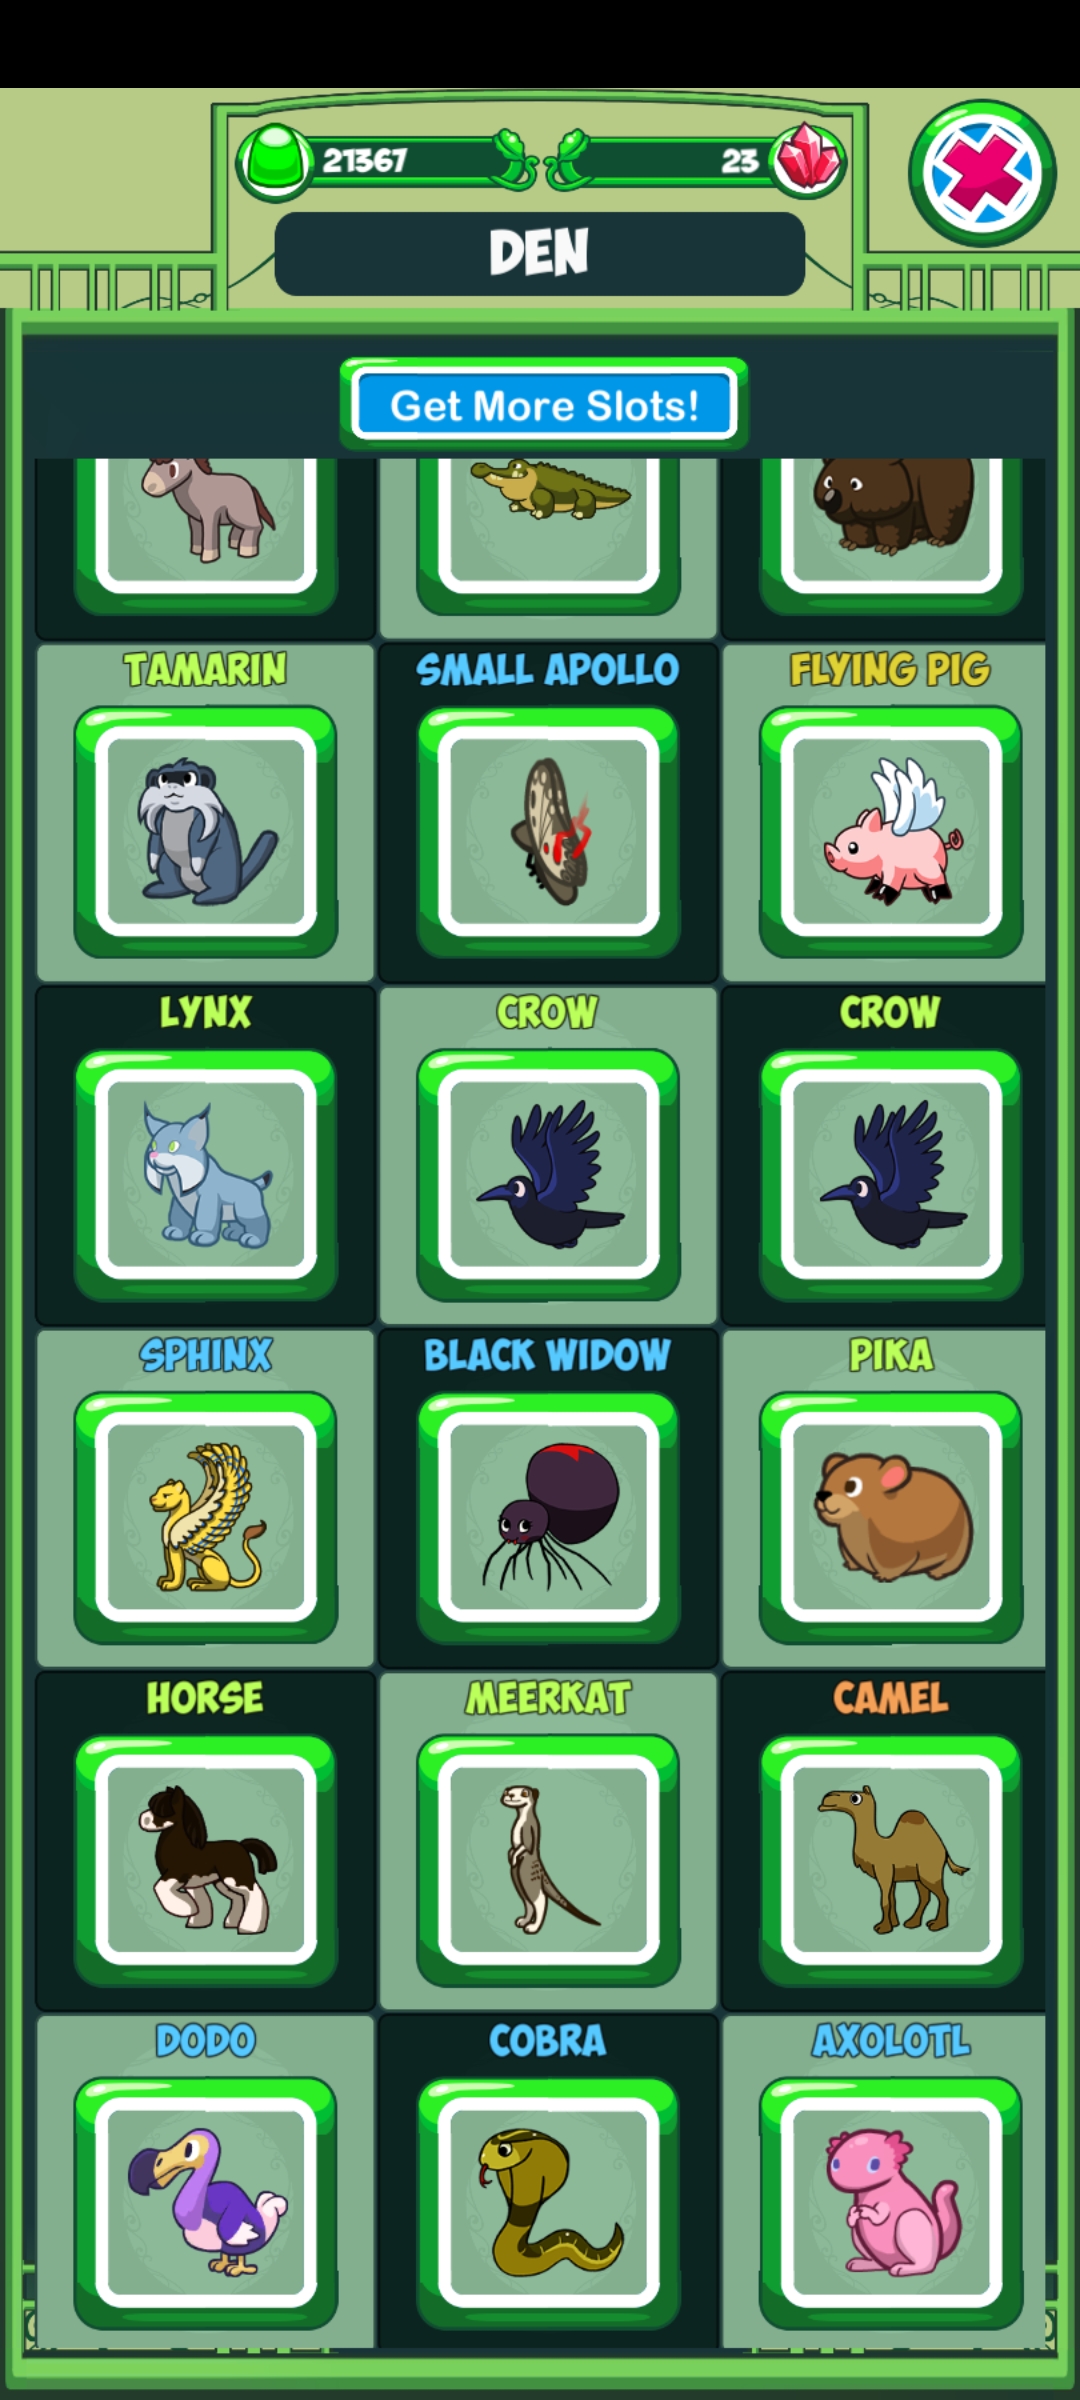 21367
23
DEN
Get More Slots!
TAMARIN
SMALL APOLLO
FLYING PIG
LYNX
CROW
CROW
SPHINX
BLACK WIDOW
PIKA
HORSE
MEERKAT
CAMEL
DODO
COBRA
AXOLOTL